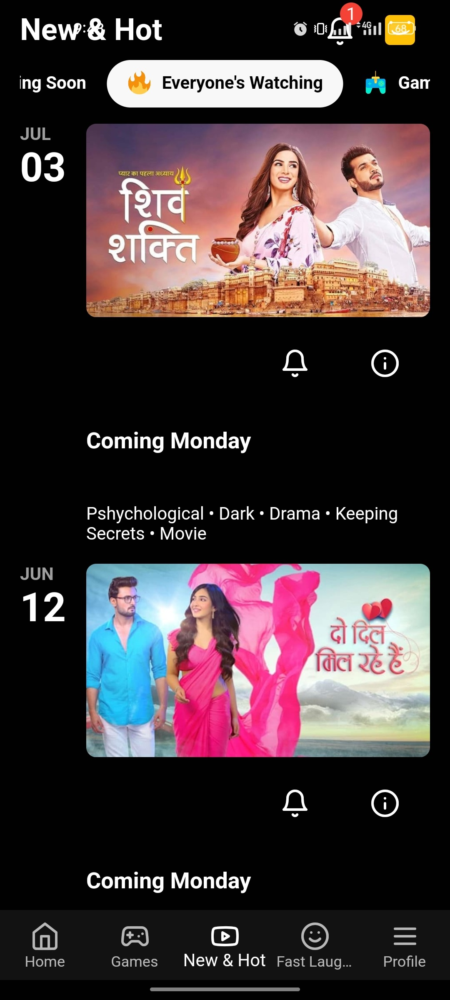 New & Hot
1
4G
68
ing Soon
Everyone's Watching
Gam
JUL
03
प्यार का पहला अध्याय
शिव
शक्ति
Coming Monday
Pshychological • Dark • Drama • Keeping
Secrets • Movie
JUN
12
दो दिल
मिल रहे हैं
Coming Monday
Home
Games
New & Hot
Fast Laug...
Profile